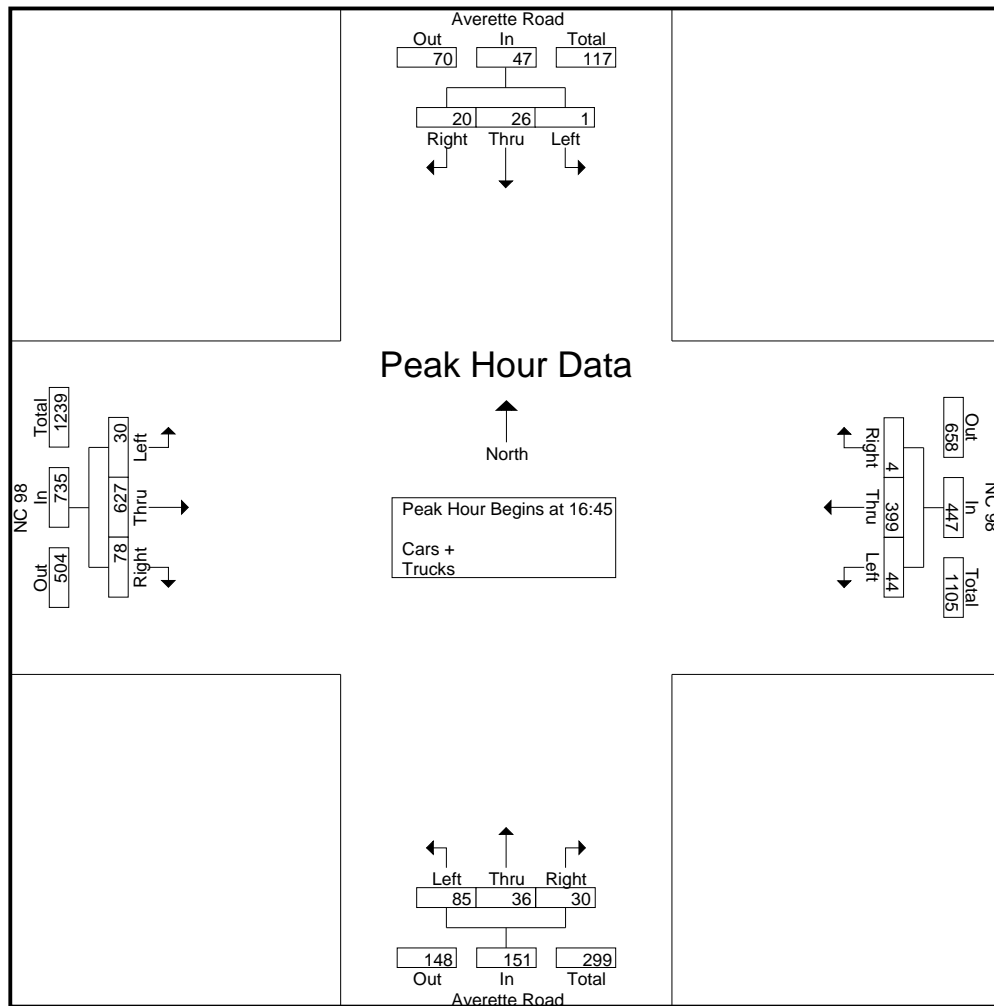 Averette Road
Out In Total
70 47 117
20 26 1
Right Thru Left
Peak Hour Data
North
Peak Hour Begins at 16:45
Cars +
Trucks
NC 98
Total In Out
1239 735 504
30 627 78
Left Thru Right
NC 98
Out In Total
658 447 1105
4 399 44
Right Thru Left
Left Thru Right
85 36 30
148 151 299
Out In Total
Averette Road